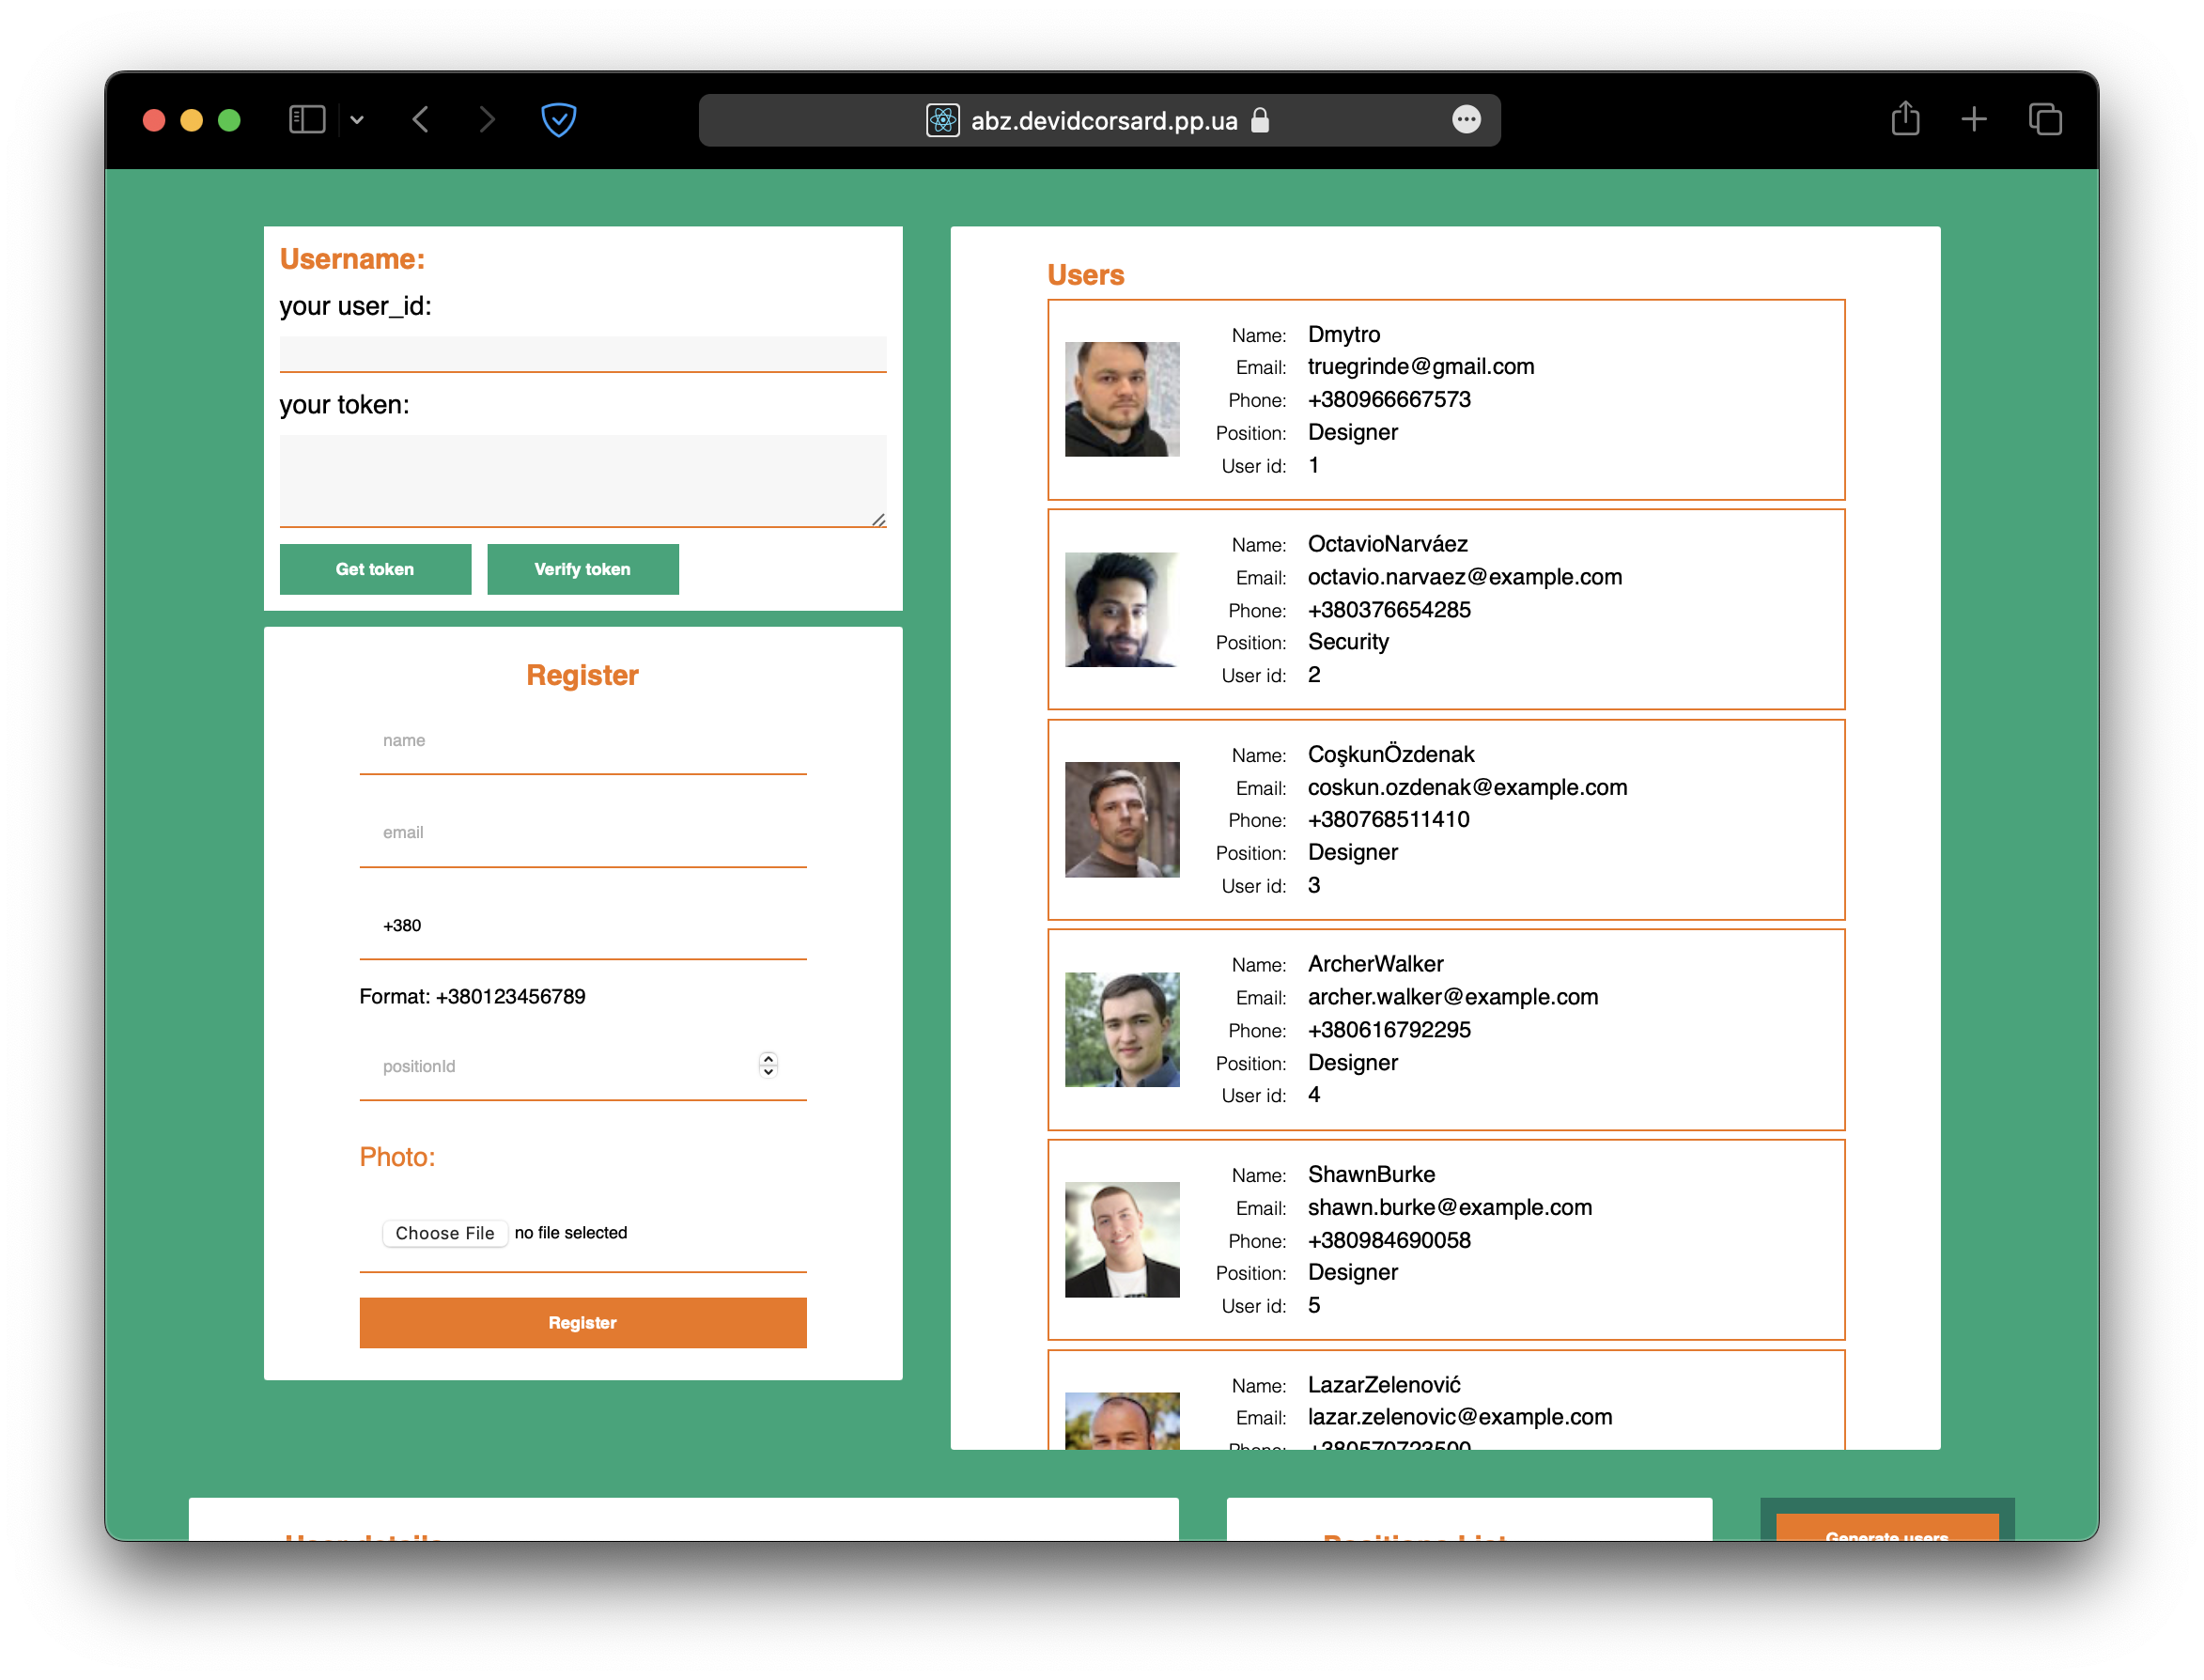 abz.devidcorsard.pp.ua
Username:
your user_id:
your token:
Get token
Verify token
Register
name
email
+380
Format: +380123456789
positionId
Photo:
Choose File no file selected
Register
Users
Name: Dmytro
Email: truegrinde@gmail.com
Phone: +380966667573
Position: Designer
User id: 1
Name: OctavioNarváez
Email: octavio.narvaez@example.com
Phone: +380376654285
Position: Security
User id: 2
Name: CoşkunÖzdenak
Email: coskun.ozdenak@example.com
Phone: +380768511410
Position: Designer
User id: 3
Name: ArcherWalker
Email: archer.walker@example.com
Phone: +380616792295
Position: Designer
User id: 4
Name: ShawnBurke
Email: shawn.burke@example.com
Phone: +380984690058
Position: Designer
User id: 5
Name: LazarZelenović
Email: lazar.zelenovic@example.com
Phone: +380570723500
User details
Positions List
Generate users